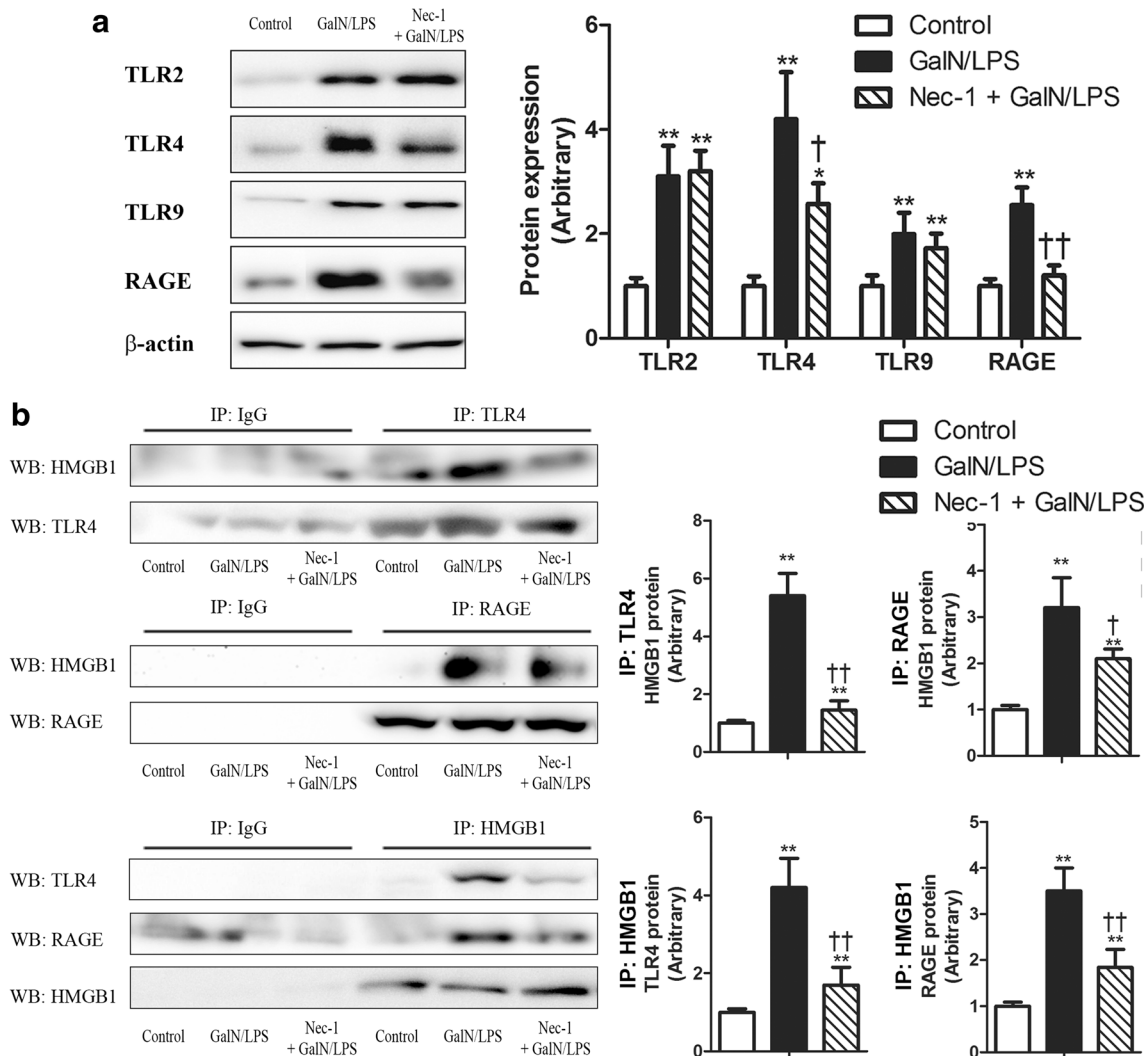 a
Control GalN/LPS Nec-1
+ GalN/LPS
TLR2
TLR4
TLR9
RAGE
β-actin
Protein expression
(Arbitrary)
6
4
2
0
Control
GalN/LPS
Nec-1 + GalN/LPS
** **
** † *
** **
** ††
TLR2 TLR4 TLR9 RAGE
b
IP: IgG IP: TLR4
WB: HMGB1
WB: TLR4
Control GalN/LPS Nec-1
+ GalN/LPS Control GalN/LPS Nec-1
+ GalN/LPS
IP: IgG IP: RAGE
WB: HMGB1
WB: RAGE
Control GalN/LPS Nec-1
+ GalN/LPS Control GalN/LPS Nec-1
+ GalN/LPS
IP: IgG IP: HMGB1
WB: TLR4
WB: RAGE
WB: HMGB1
Control GalN/LPS Nec-1
+ GalN/LPS Control GalN/LPS Nec-1
+ GalN/LPS
Control
GalN/LPS
Nec-1 + GalN/LPS
IP: TLR4
HMGB1 protein
(Arbitrary)
8
6
4
2
0
**
††
**
IP: RAGE
HMGB1 protein
(Arbitrary)
5
4
3
2
1
0
**
†
**
IP: HMGB1
TLR4 protein
(Arbitrary)
6
4
2
0
**
††
**
IP: HMGB1
RAGE protein
(Arbitrary)
5
4
3
2
1
0
**
††
**